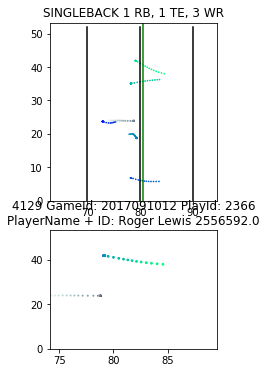 SINGLEBACK 1 RB, 1 TE, 3 WR
50
40
30
20
10
0
70 80 90
4129 GameId: 2017091012 PlayId: 2366
PlayerName + ID: Roger Lewis 2556592.0
40
20
0
75 80 85